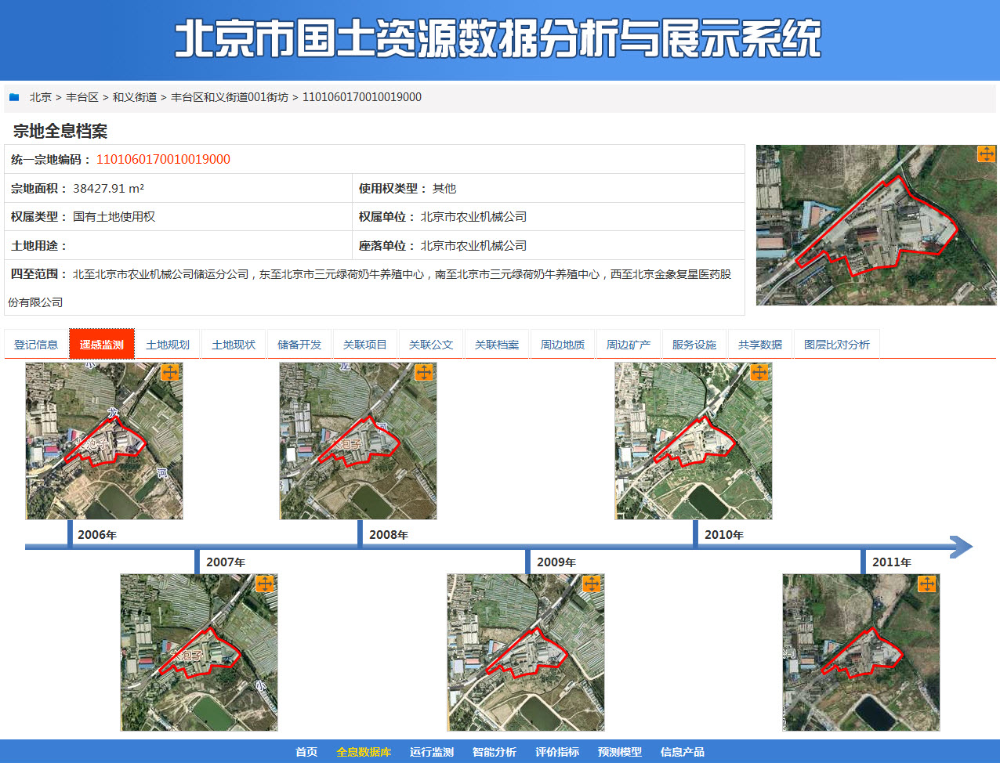 北京市国土资源数据分析与展示系统
北京 > 丰台区 > 和义街道 > 丰台区和义街道001街坊 > 1101060170010019000
宗地全息档案
统一宗地编码： 1101060170010019000
宗地面积： 38427.91 m² 使用权类型： 其他
权属类型： 国有土地使用权 权属单位： 北京市农业机械公司
土地用途： 座落单位： 北京市农业机械公司
四至范围： 北至北京市农业机械公司储运分公司，东至北京市三元绿荷奶牛养殖中心，南至北京市三元绿荷奶牛养殖中心，西至北京金象复星医药股
份有限公司
登记信息 遥感监测 土地规划 土地现状 储备开发 关联项目 关联公文 关联档案 周边地质 周边矿产 服务设施 共享数据 图层比对分析
小 龙
龙
河
泡子
河
泡子
2006年 2008年 2010年
2007年 2009年 2011年
泡子
小
首页 全息数据库 运行监测 智能分析 评价指标 预测模型 信息产品